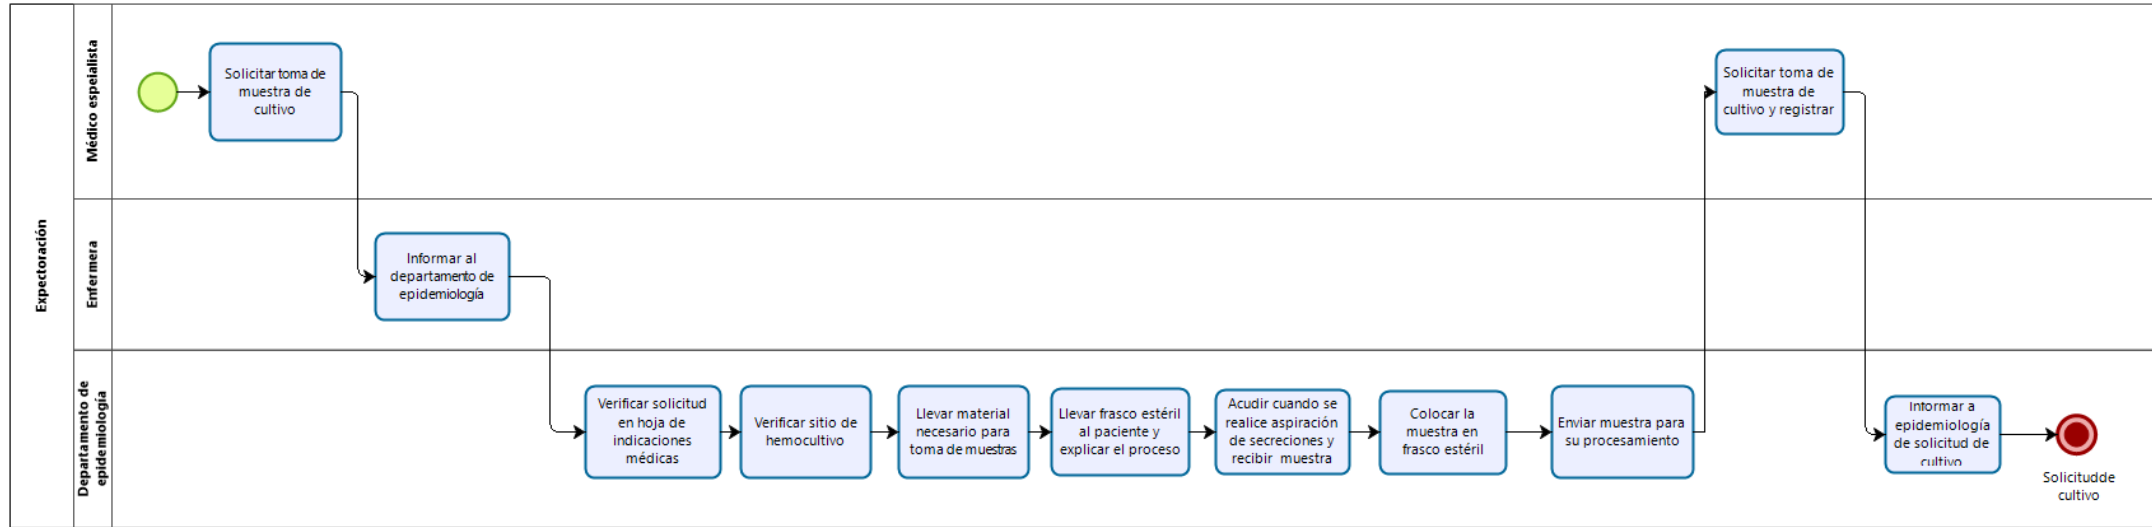 Expectoración
Médico espeialista
Solicitar toma de
muestra de
cultivo
Solicitar toma de
muestra de
cultivo y registrar
Enfermera
Informar al
departamento de
epidemiología
Departamento de
epidemiología
Verificar solicitud
en hoja de
indicaciones
médicas
Verificar sitio de
hemocultivo
Llevar material
necesario para
toma de muestras
Llevar frasco estéril
al paciente y
explicar el proceso
Acudir cuando se
realice aspiración
de secreciones y
recibir muestra
Colocar la
muestra en
frasco estéril
Enviar muestra para
su procesamiento
Informar a
epidemiología
de solicitud de
cultivo
Solicitudde
cultivo